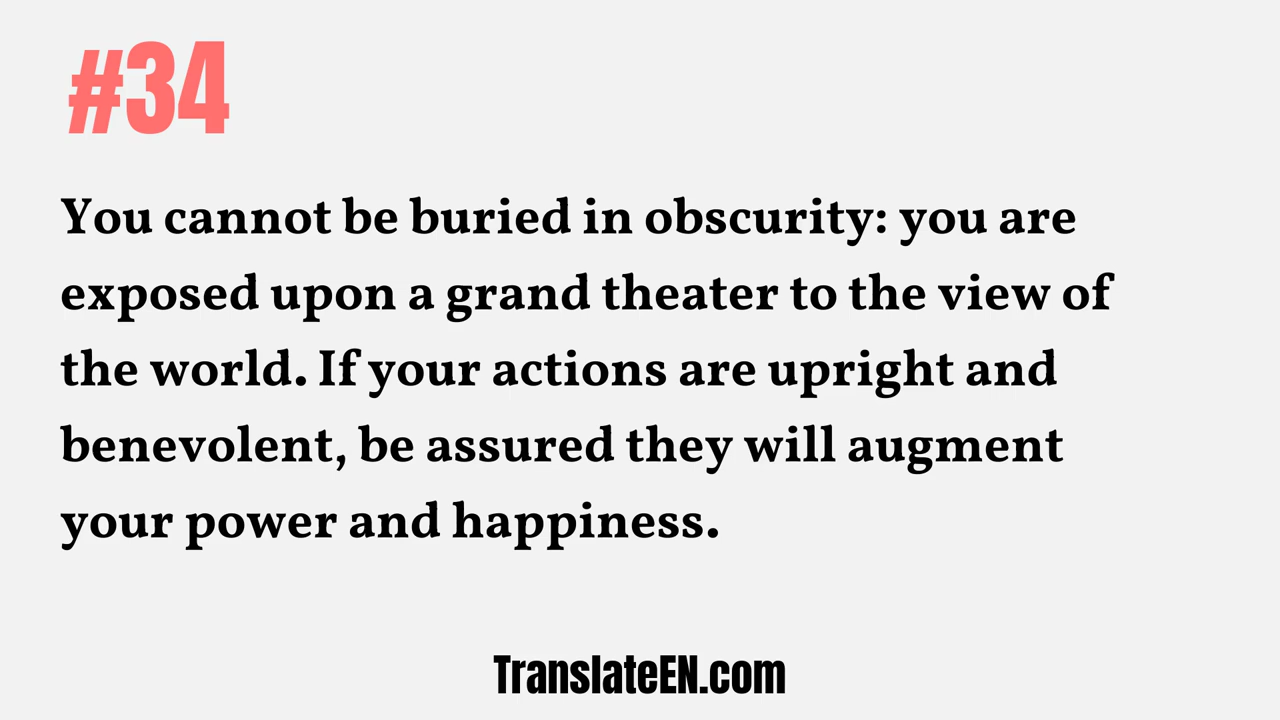 #34
You cannot be buried in obscurity: you are
exposed upon a grand theater to the view of
the world. If your actions are upright and
benevolent, be assured they will augment
your power and happiness.
TranslateEN.com